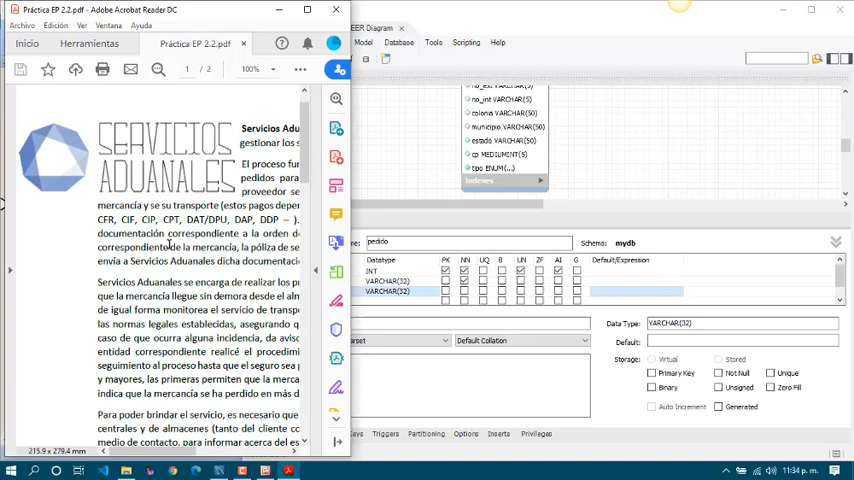 Práctica EP 2.2.pdf - Adobe Acrobat Reader DC
Archivo Edición Ver Ventana Ayuda
Inicio Herramientas Práctica EP 2.2.pdf ×
1 / 2 100%
SERVICIOS
ADUANALES
Servicios Adua
gestionar los s
El proceso fun
pedidos para
proveedor se
mercancía y se su transporte (estos pagos deper
CFR, CIF, CIP, CPT, DAT/DPU, DAP, DDP – ).
documentación correspondiente a la orden d
correspondiente de la mercancía, la póliza de se
envía a Servicios Aduanales dicha documentaci
Servicios Aduanales se encarga de realizar los pr
que la mercancía llegue sin demora desde el alm
de igual forma monitorea el servicio de transpo
las normas legales establecidas, asegurando q
caso de que ocurra alguna incidencia, da aviso
entidad correspondiente realicé el procedimi
seguimiento al proceso hasta que el seguro sea p
y mayores, las primeras permiten que la merca
indica que la mercancía se ha perdido en más d
Para poder brindar el servicio, es necesario que
centrales y de almacenes (tanto del cliente co
medio de contacto, para informar acerca del es
215.9 x 279.4 mm
EER Diagram ×
Model Database Tools Scripting Help
no_ext VARCHAR(5)
no_int VARCHAR(5)
colonia VARCHAR(50)
municipio VARCHAR(50)
estado VARCHAR(50)
cp MEDIUMINT(5)
tipo ENUM(...)
Indexes
me: pedido Schema: mydb
Datatype PK NN UQ B UN ZF AI G Default/Expression
INT
VARCHAR(32)
VARCHAR(32)
Data Type: VARCHAR(32)
arset Default Collation Default:
Storage: Virtual Stored
Primary Key Not Null Unique
Binary Unsigned Zero Fill
Auto Increment Generated
Keys Triggers Partitioning Options Inserts Privileges
11:34 p. m.